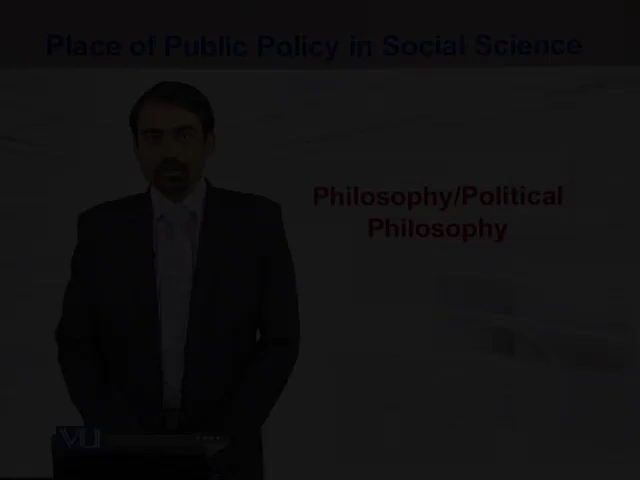 Place of Public Policy in Social Science
Philosophy/Political
Philosophy
VU